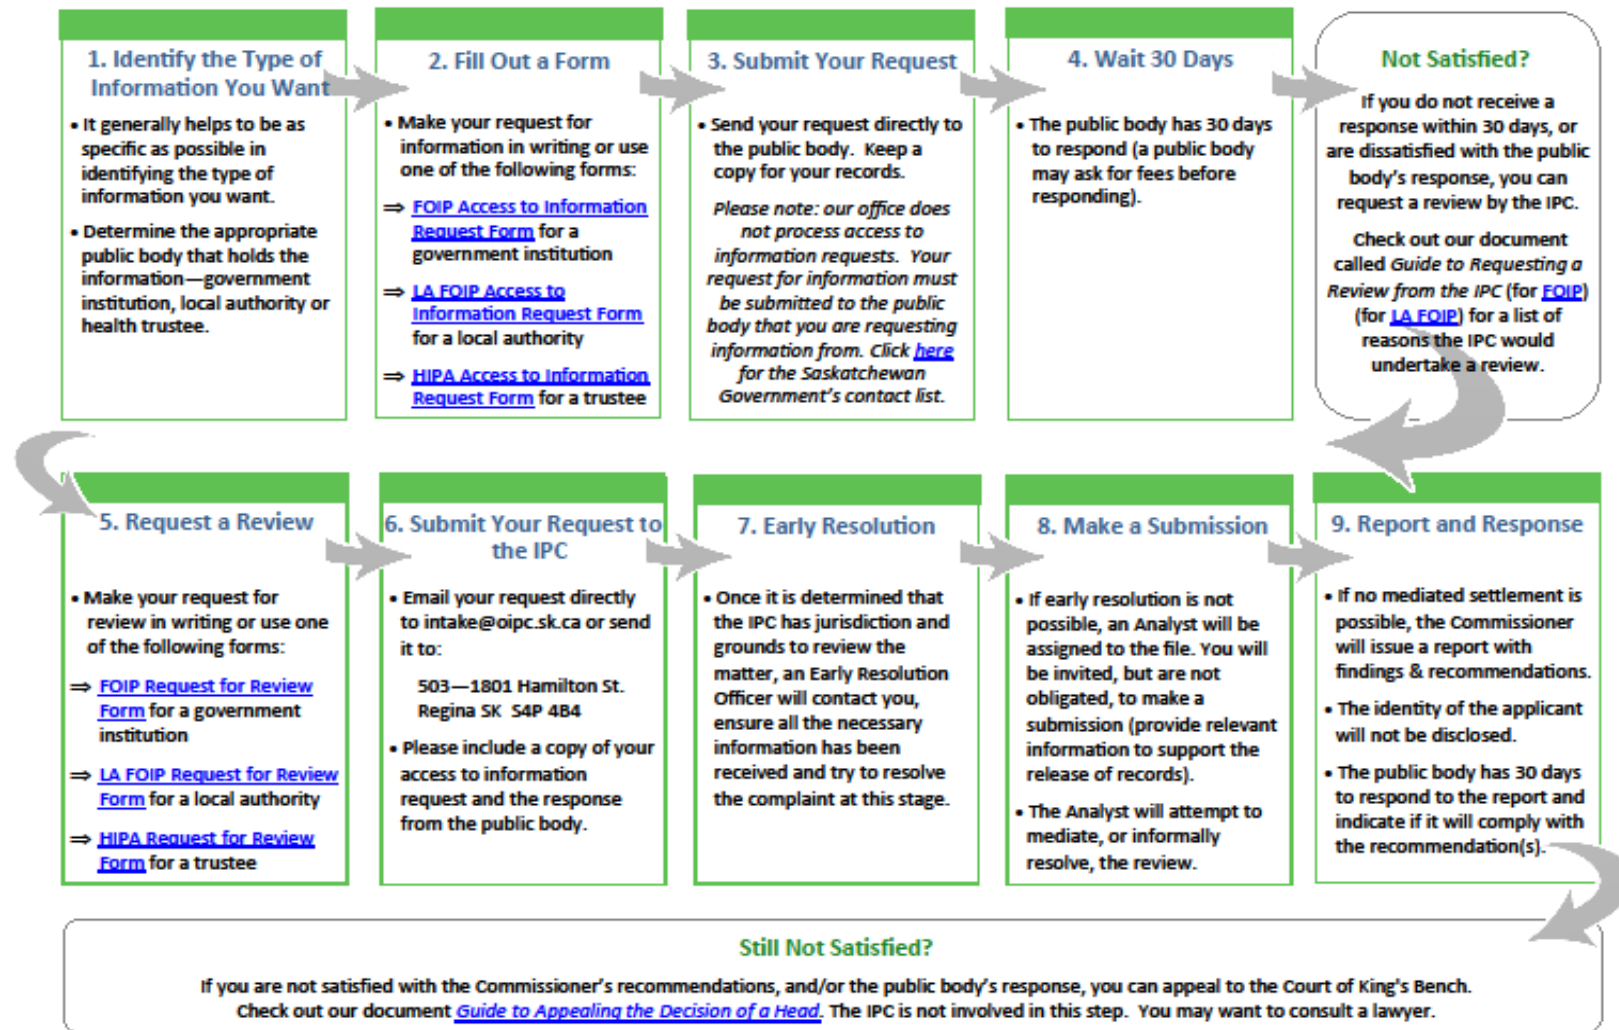 1. Identify the Type of
Information You Want
• It generally helps to be as
specific as possible in
identifying the type of
information you want.
• Determine the appropriate
public body that holds the
information—government
institution, local authority or
health trustee.
2. Fill Out a Form
• Make your request for
information in writing or use
one of the following forms:
⇒ FOIP Access to Information
Request Form for a
government institution
⇒ LA FOIP Access to
Information Request Form
for a local authority
⇒ HIPA Access to Information
Request Form for a trustee
3. Submit Your Request
• Send your request directly to
the public body. Keep a
copy for your records.
Please note: our office does
not process access to
information requests. Your
request for information must
be submitted to the public
body that you are requesting
information from. Click here
for the Saskatchewan
Government's contact list.
4. Wait 30 Days
• The public body has 30 days
to respond (a public body
may ask for fees before
responding).
Not Satisfied?
If you do not receive a
response within 30 days, or
are dissatisfied with the public
body's response, you can
request a review by the IPC.
Check out our document
called Guide to Requesting a
Review from the IPC (for FOIP)
(for LA FOIP) for a list of
reasons the IPC would
undertake a review.
5. Request a Review
• Make your request for
review in writing or use one
of the following forms:
⇒ FOIP Request for Review
Form for a government
institution
⇒ LA FOIP Request for Review
Form for a local authority
⇒ HIPA Request for Review
Form for a trustee
6. Submit Your Request to
the IPC
• Email your request directly
to intake@oipc.sk.ca or send
it to:
503—1801 Hamilton St.
Regina SK S4P 4B4
• Please include a copy of your
access to information
request and the response
from the public body.
7. Early Resolution
• Once it is determined that
the IPC has jurisdiction and
grounds to review the
matter, an Early Resolution
Officer will contact you,
ensure all the necessary
information has been
received and try to resolve
the complaint at this stage.
8. Make a Submission
• If early resolution is not
possible, an Analyst will be
assigned to the file. You will
be invited, but are not
obligated, to make a
submission (provide relevant
information to support the
release of records).
• The Analyst will attempt to
mediate, or informally
resolve, the review.
9. Report and Response
• If no mediated settlement is
possible, the Commissioner
will issue a report with
findings & recommendations.
• The identity of the applicant
will not be disclosed.
• The public body has 30 days
to respond to the report and
indicate if it will comply with
the recommendation(s).
Still Not Satisfied?
If you are not satisfied with the Commissioner's recommendations, and/or the public body's response, you can appeal to the Court of King's Bench.
Check out our document Guide to Appealing the Decision of a Head. The IPC is not involved in this step. You may want to consult a lawyer.